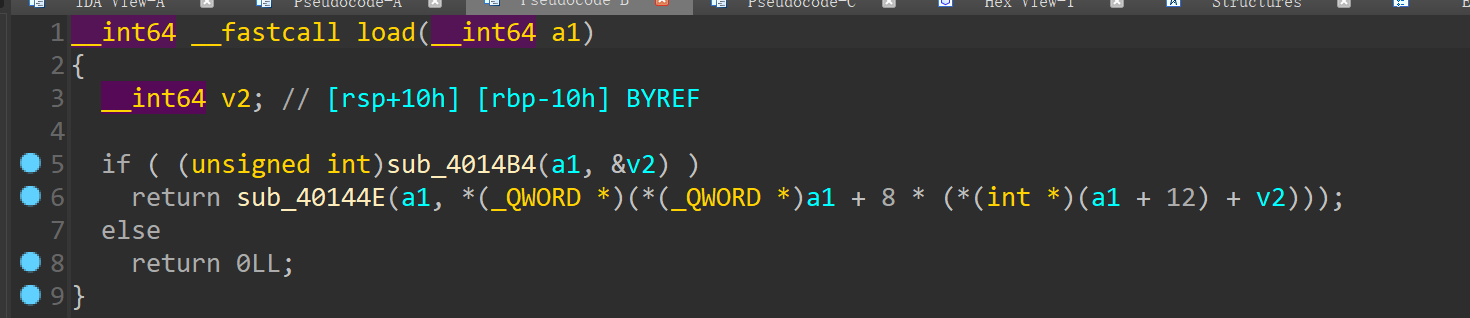 IDA View-A Pseudocode-A Pseudocode-B Pseudocode-C Hex View-1 Structures
1 __int64 __fastcall load(__int64 a1)
2 {
3 __int64 v2; // [rsp+10h] [rbp-10h] BYREF
4
5 if ( (unsigned int)sub_4014B4(a1, &v2) )
6 return sub_40144E(a1, *(_QWORD *)(*(_QWORD *)a1 + 8 * (*(int *)(a1 + 12) + v2)));
7 else
8 return 0LL;
9 }